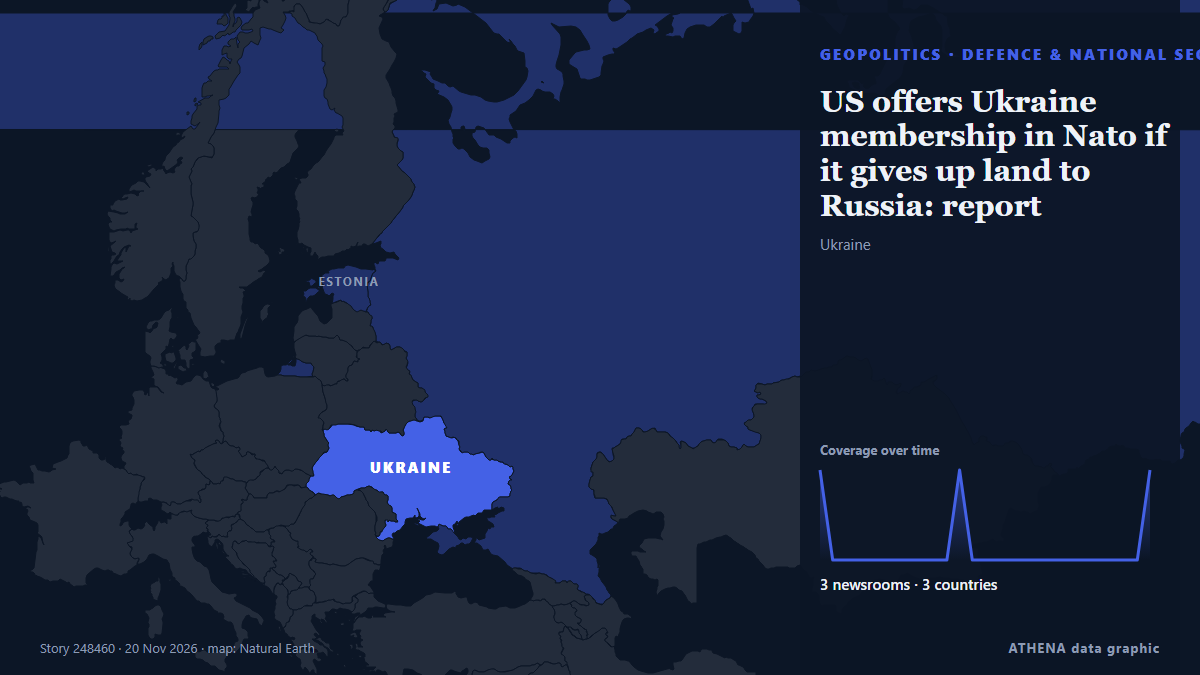 GEOPOLITICS · DEFENCE & NATIONAL SEC
US offers Ukraine
membership in Nato if
it gives up land to
Russia: report
Ukraine
ESTONIA
UKRAINE
Coverage over time
3 newsrooms · 3 countries
Story 248460 · 20 Nov 2026 · map: Natural Earth
ATHENA data graphic